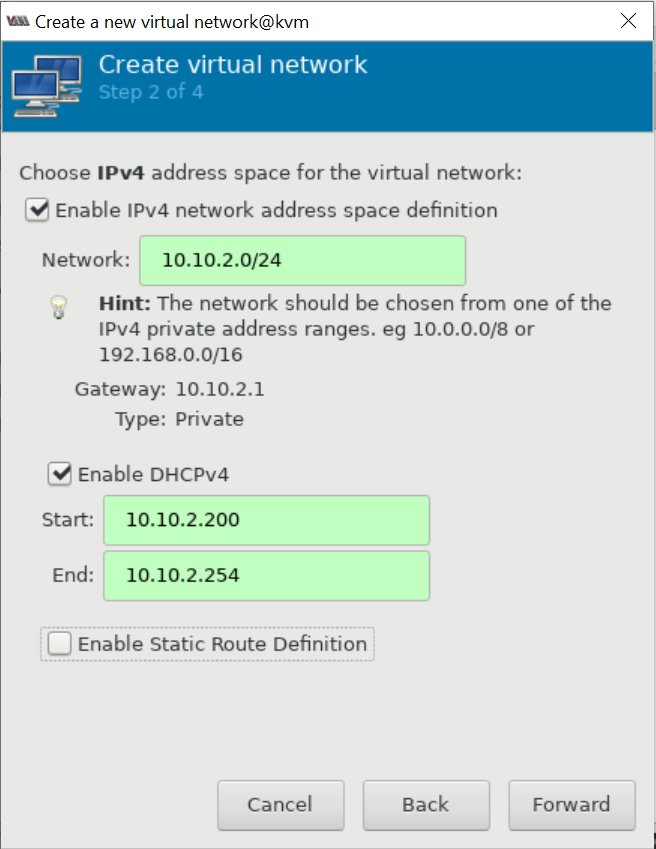 Create a new virtual network@kvm
Create virtual network
Step 2 of 4
Choose IPv4 address space for the virtual network:
Enable IPv4 network address space definition
Network: 10.10.2.0/24
Hint: The network should be chosen from one of the
IPv4 private address ranges. eg 10.0.0.0/8 or
192.168.0.0/16
Gateway: 10.10.2.1
Type: Private
Enable DHCPv4
Start: 10.10.2.200
End: 10.10.2.254
Enable Static Route Definition
Cancel Back Forward